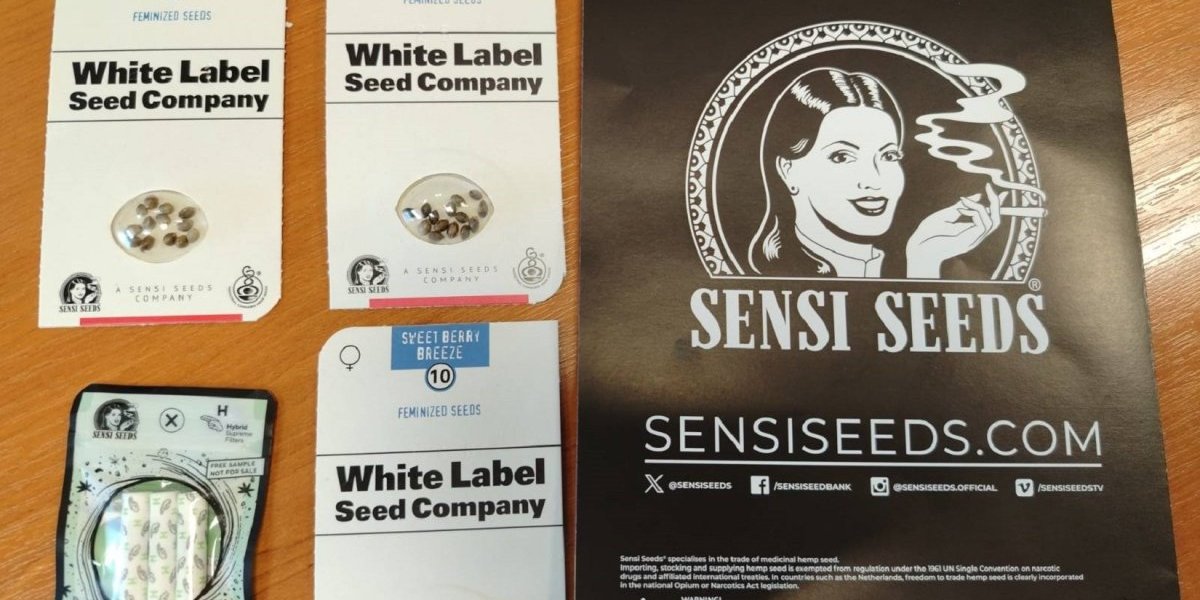 FEMINIZED SEEDS
White Label
Seed Company
SENSI SEEDS
A SENSI SEEDS
COMPANY
FEMINIZED SEEDS
White Label
Seed Company
SENSI SEEDS
A SENSI SEEDS
COMPANY
SENSI SEEDS
X
H
Hybrid
Supreme
Filters
FREE SAMPLE
NOT FOR SALE
SWEET BERRY
BREEZE
10
FEMINIZED SEEDS
White Label
Seed Company
®
SENSI SEEDS
SENSISEEDS.COM
@SENSISEEDS
/SENSISEEDBANK
@SENSISEEDS.OFFICIAL
/SENSISEEDSTV
Sensi Seeds® specialises in the trade of medicinal hemp seed.
Importing, stocking and supplying hemp seed is exempted from regulation under the 1961 UN Single Convention on narcotic
drugs and affiliated international treaties. In countries such as the Netherlands, freedom to trade hemp seed is clearly incorporated
in the national Opium or Narcotics Act legislation.
WARNING!